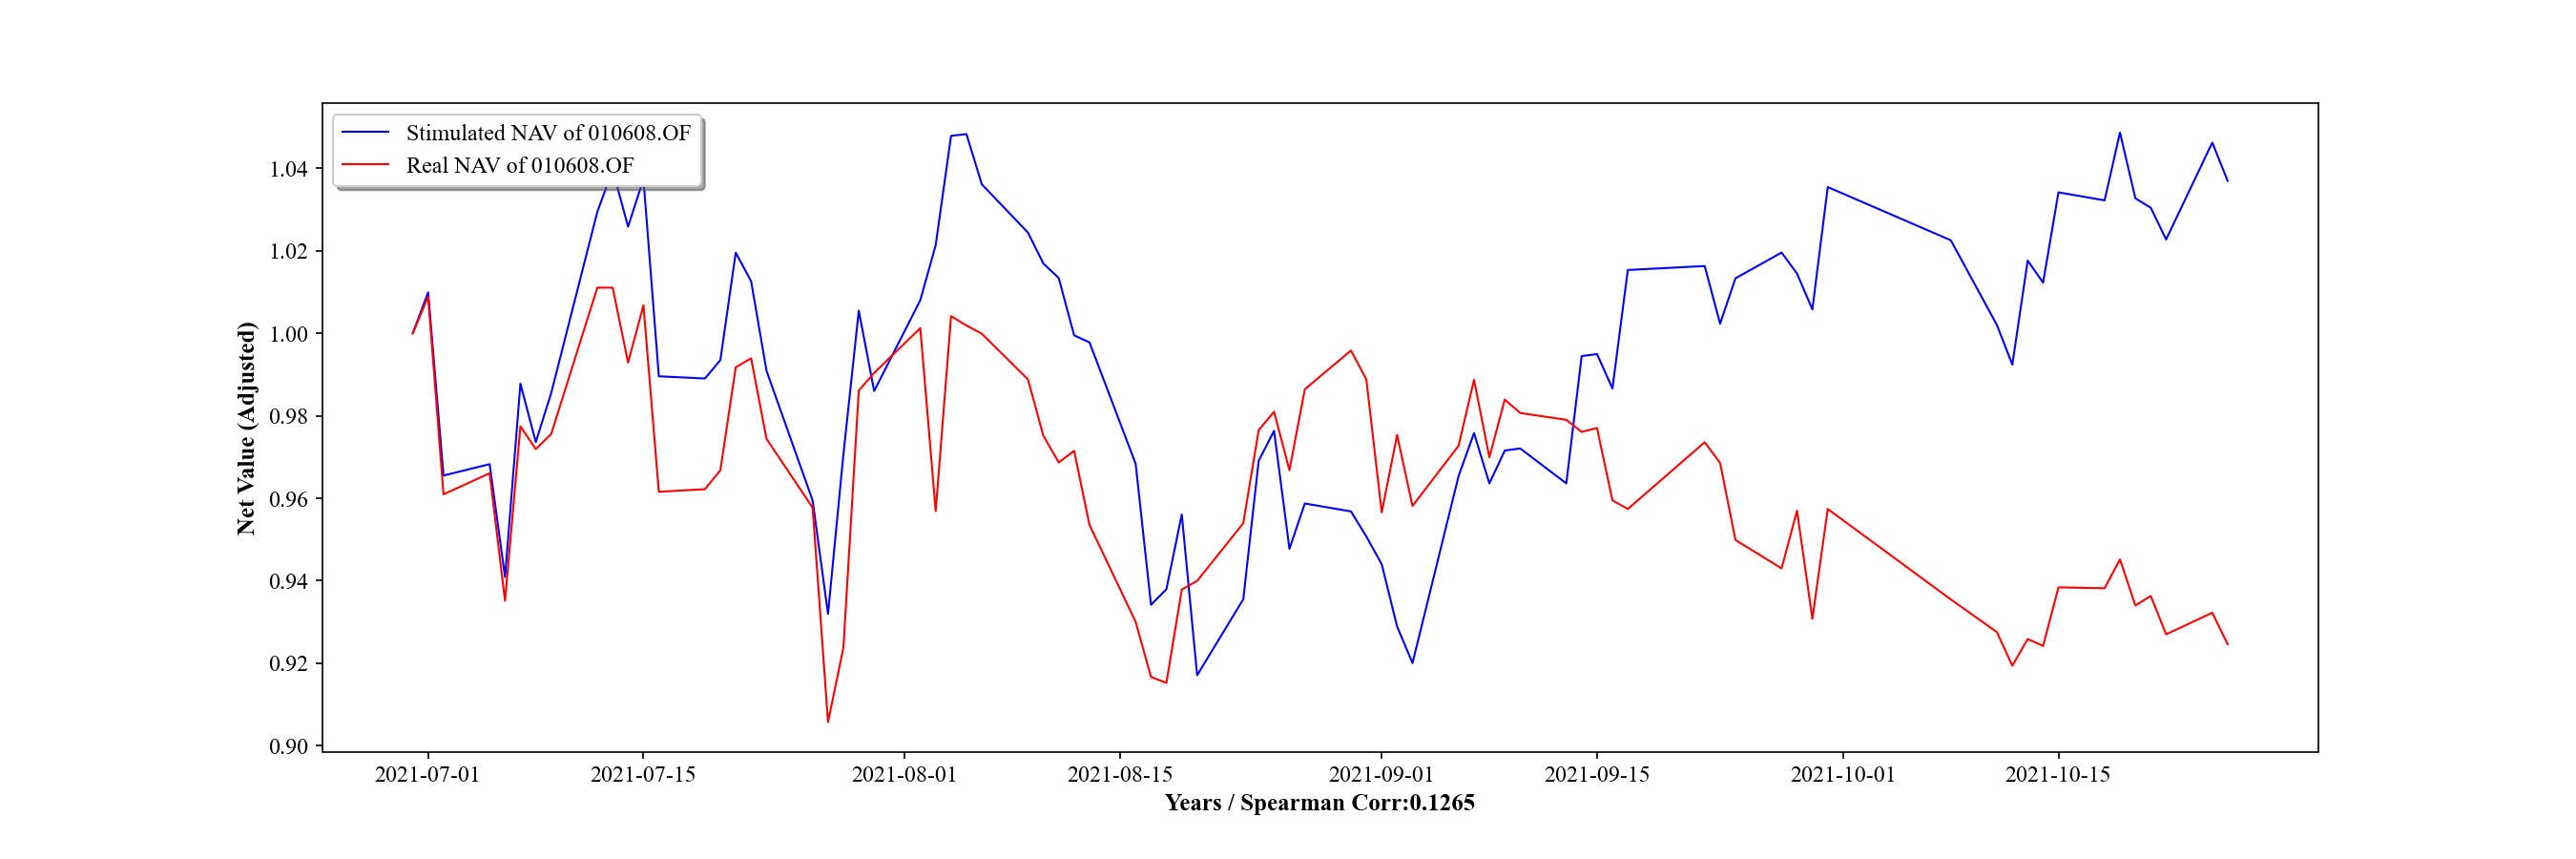 Stimulated NAV of 010608.OF
Real NAV of 010608.OF
Net Value (Adjusted)
1.04
1.02
1.00
0.98
0.96
0.94
0.92
0.90
2021-07-01 2021-07-15 2021-08-01 2021-08-15 2021-09-01 2021-09-15 2021-10-01 2021-10-15
Years / Spearman Corr:0.1265